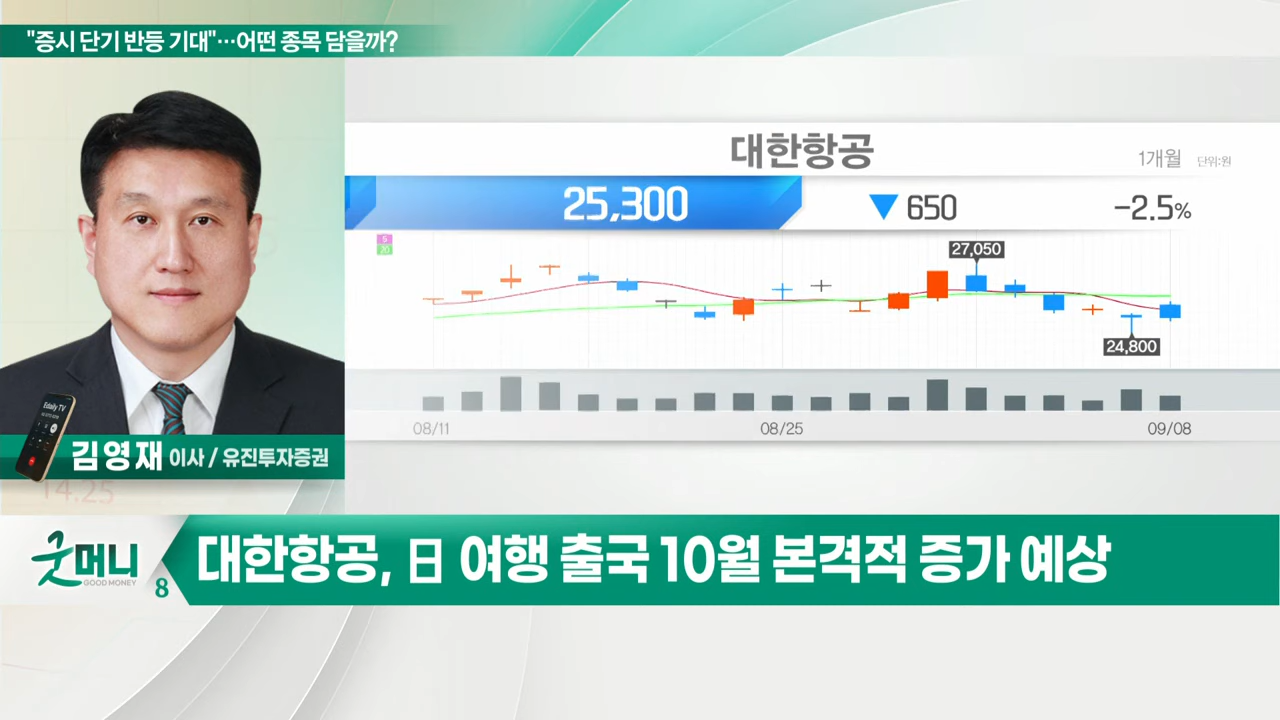 "증시 단기 반등 기대"…어떤 종목 담을까?
대한항공
1개월 단위:원
25,300
▼ 650
-2.5%
5
20
27,050
24,800
08/11
08/25
09/08
Edaily TV
김영재 이사 / 유진투자증권
14.25
굿머니
GOOD MONEY
8
대한항공, 日 여행 출국 10월 본격적 증가 예상